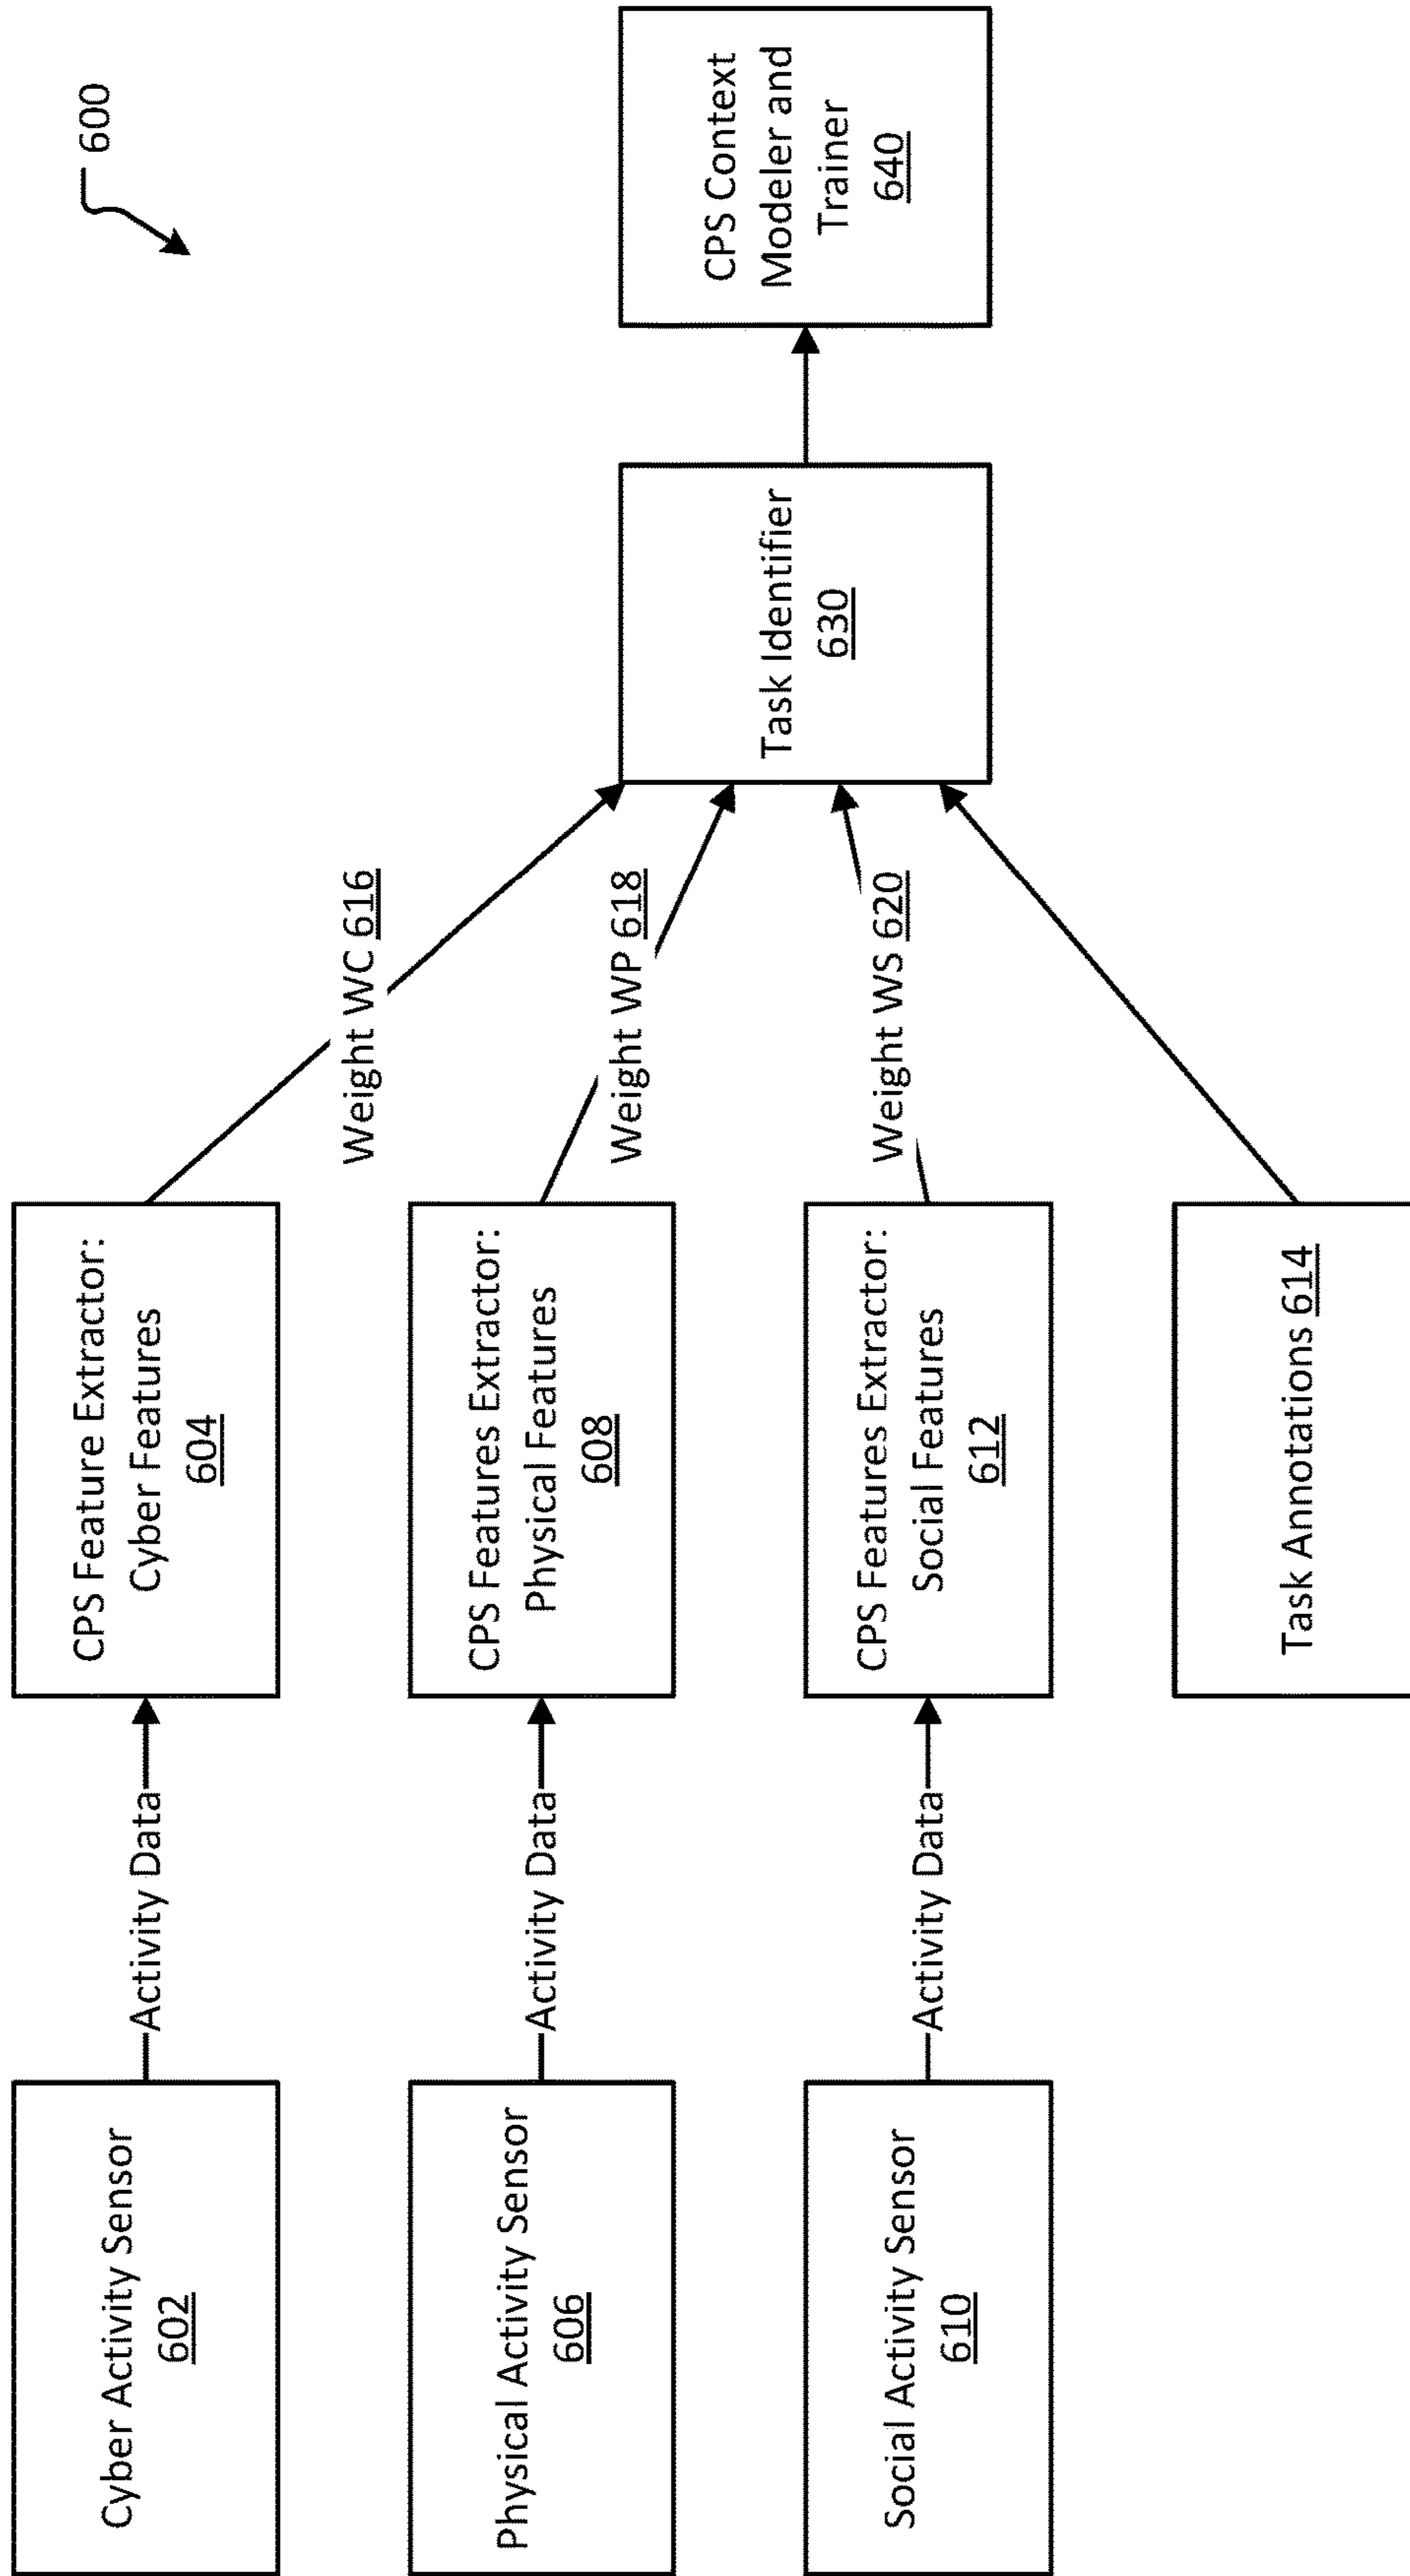 600
Cyber Activity Sensor
602
Activity Data
CPS Feature Extractor:
Cyber Features
604
Weight WC 616
Physical Activity Sensor
606
Activity Data
CPS Features Extractor:
Physical Features
608
Weight WP 618
Social Activity Sensor
610
Activity Data
CPS Features Extractor:
Social Features
612
Weight WS 620
Task Annotations 614
Task Identifier
630
CPS Context
Modeler and
Trainer
640